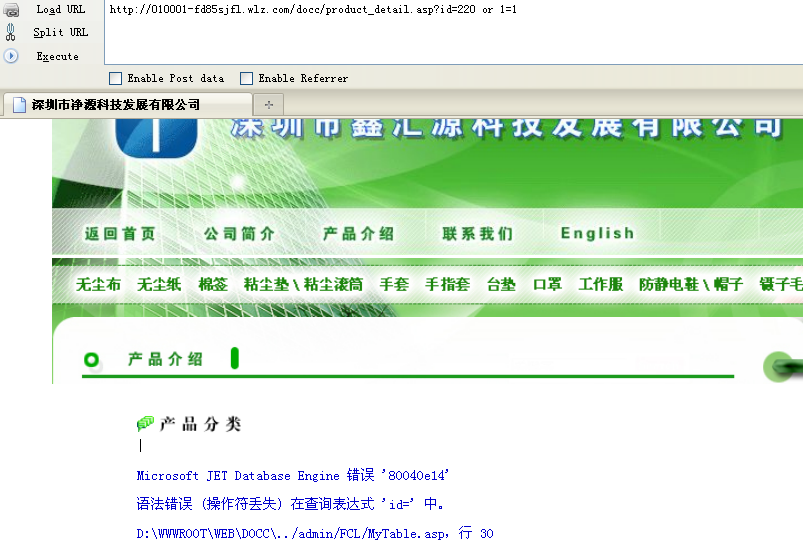 Load URL
http://010001-fd85sjfl.wlz.com/docc/product_detail.asp?id=220 or 1=1
Split URL
Execute
Enable Post data Enable Referrer
深圳市净源科技发展有限公司
深圳市鑫汇源科技发展有限公司
返回首页 公司简介 产品介绍 联系我们 English
无尘布 无尘纸 棉签 粘尘垫\粘尘滚筒 手套 手指套 台垫 口罩 工作服 防静电鞋\帽子 镊子毛
产品介绍
产品分类
Microsoft JET Database Engine 错误 '80040e14'
语法错误 (操作符丢失) 在查询表达式 'id=' 中。
D:\WWWROOT\WEB\DOCC\../admin/FCL/MyTable.asp，行 30